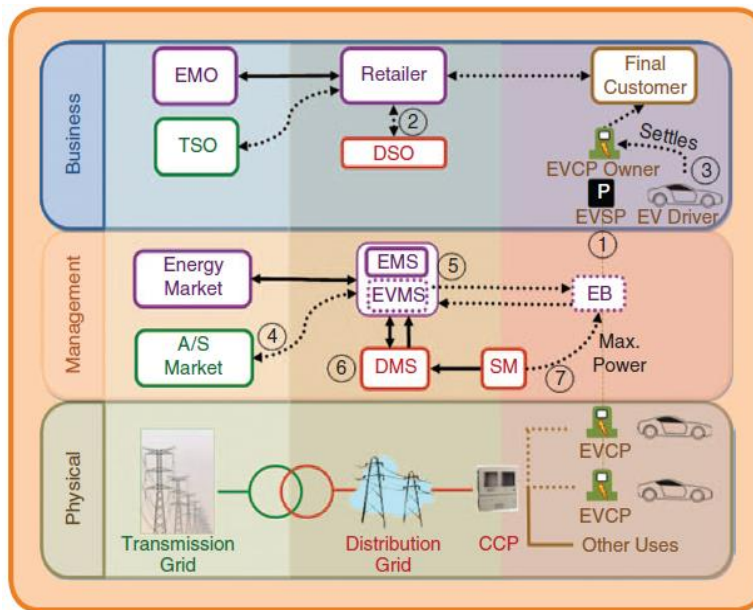 Business
EMO
Retailer
Final
Customer
TSO
2
DSO
Settles
3
EVCP Owner
P
EVSP
EV Driver
1
Management
Energy
Market
EMS
5
EVMS
EB
A/S
Market
4
Max.
Power
6
DMS
SM
7
Physical
EVCP
EVCP
Transmission
Grid
Distribution
Grid
CCP
Other Uses